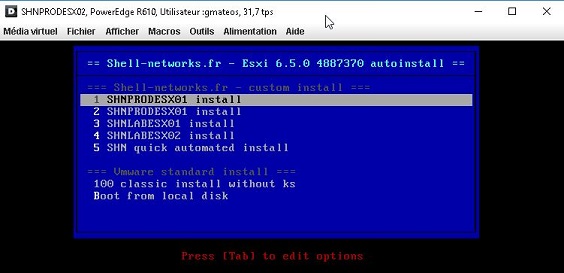 SHNPRODESX02, PowerEdge R610, Utilisateur :gmateos, 31,7 tps
Média virtuel Fichier Afficher Macros Outils Alimentation Aide
== Shell-networks.fr - Esxi 6.5.0 4887370 autoinstall ==
=== Shell-networks.fr - custom install ===
1 SHNPRODESX01 install
2 SHNPRODESX01 install
3 SHNLABESX01 install
4 SHNLABESX02 install
5 SHN quick automated install
=== Vmware standard install ===
100 classic install without ks
Boot from local disk
Press [Tab] to edit options